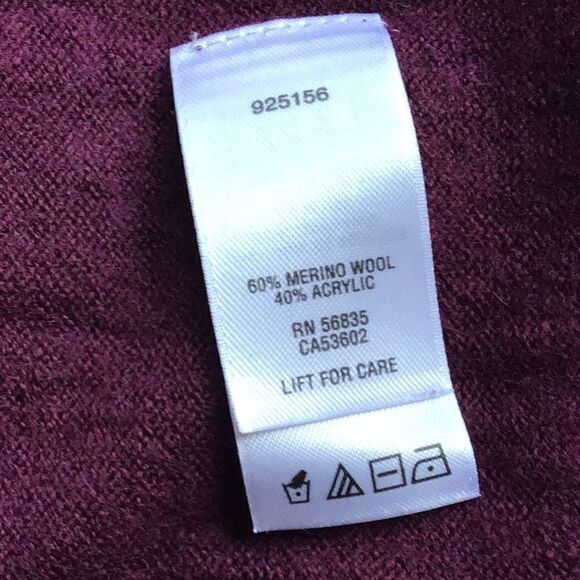 925156
60% MERINO WOOL
40% ACRYLIC
RN 56835
CA53602
LIFT FOR CARE